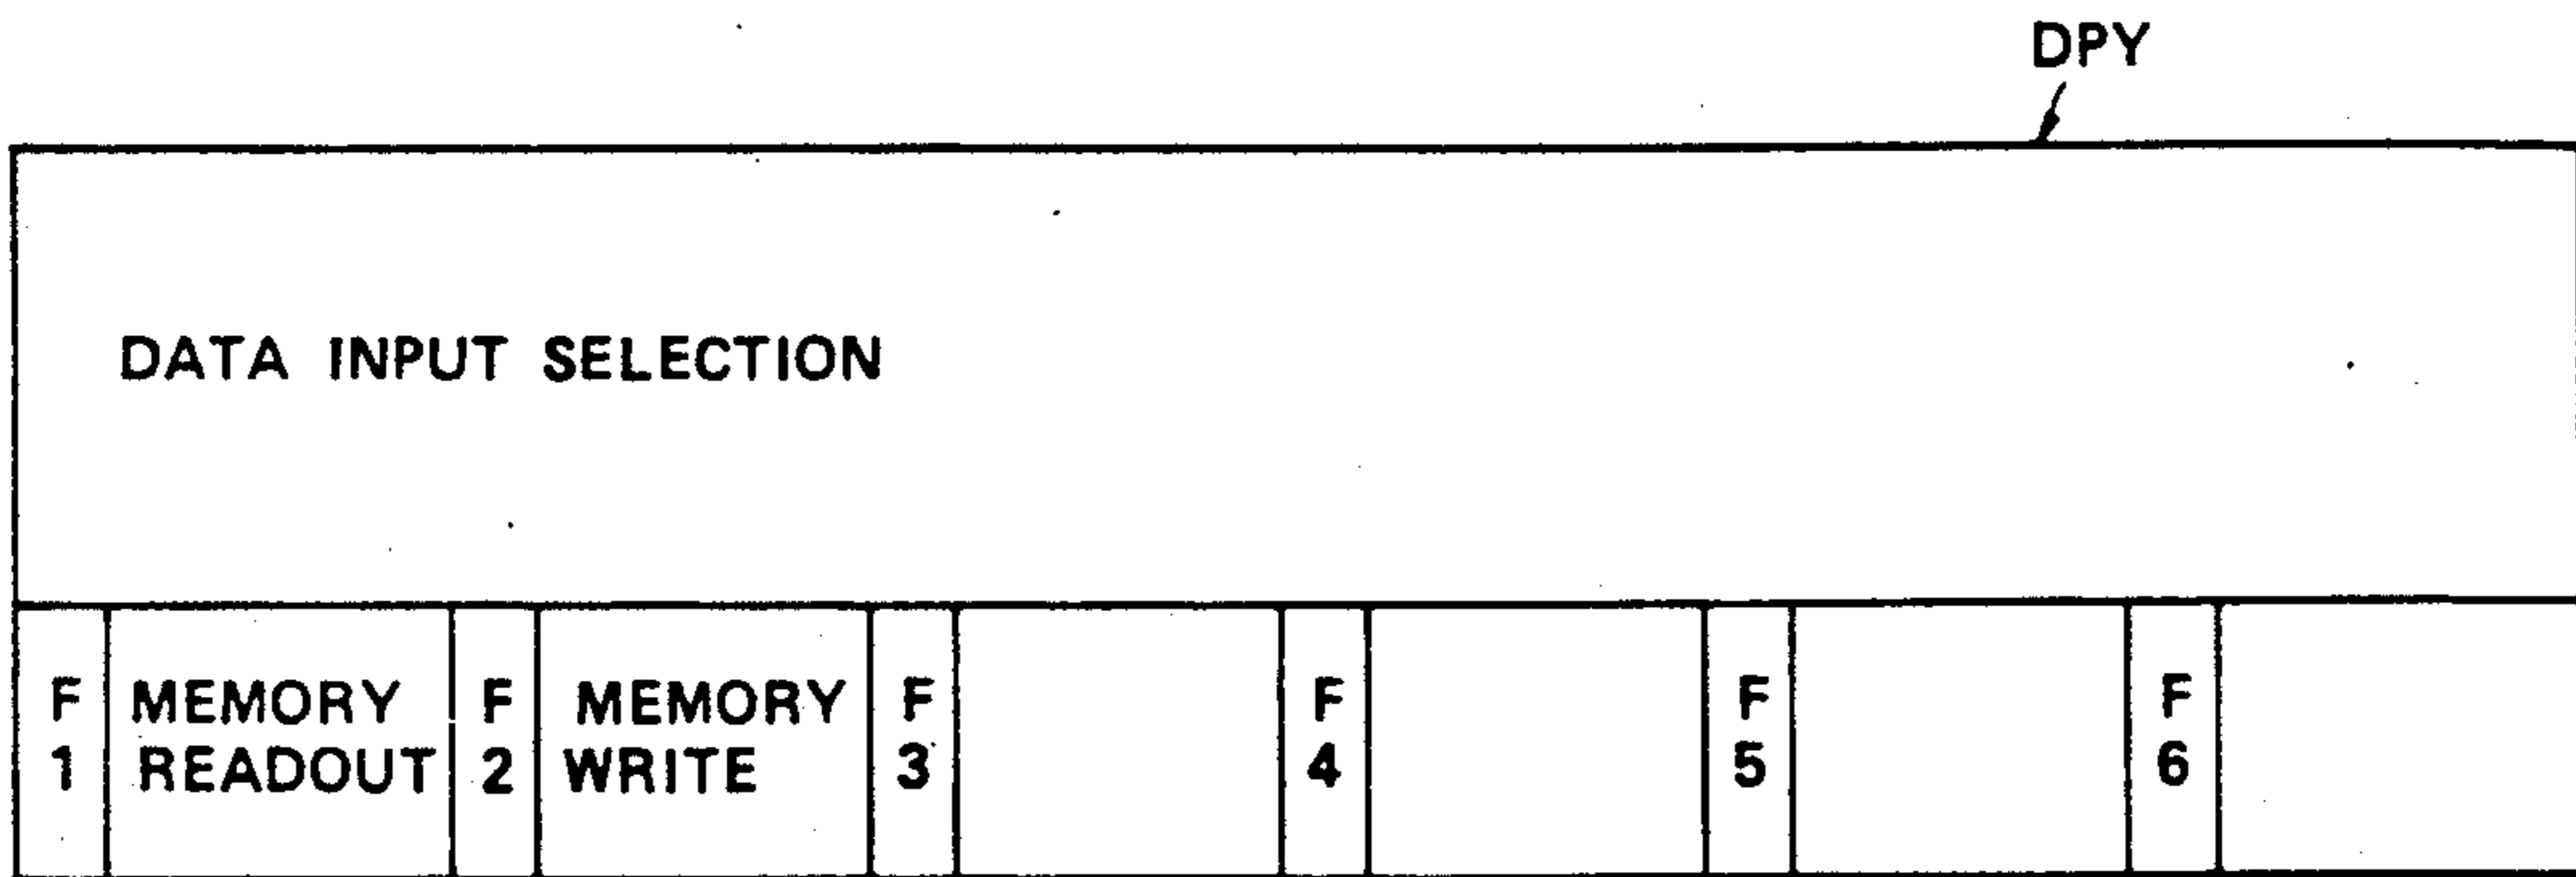 DPY
DATA INPUT SELECTION
F MEMORY F MEMORY F F F F
1 READOUT 2 WRITE 3 4 5 6